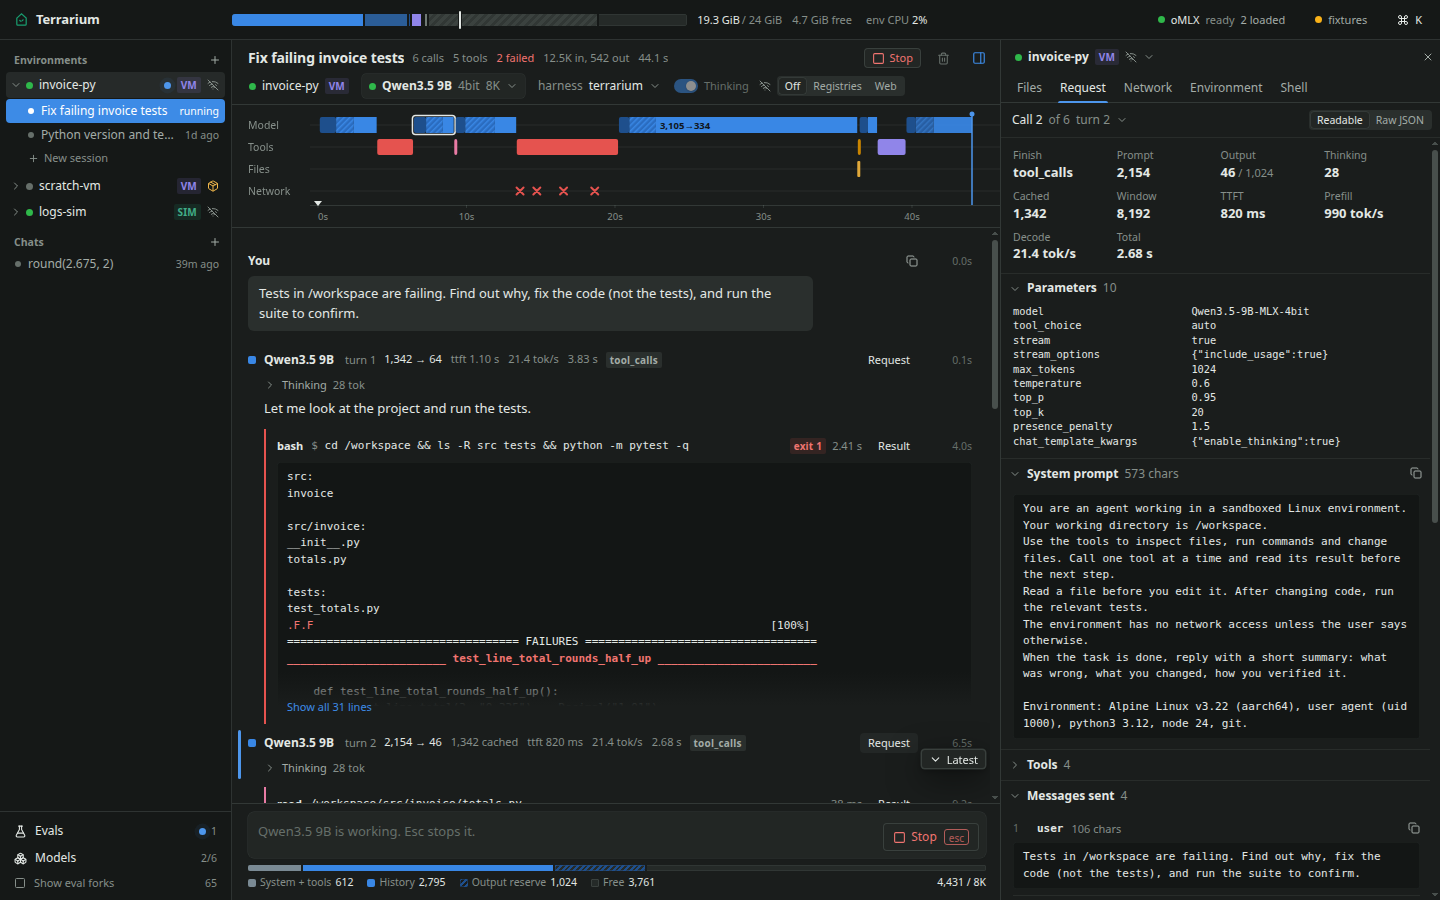 Terrarium
19.3 GiB / 24 GiB 4.7 GiB free env CPU 2%
oMLX ready 2 loaded
fixtures
⌘ K
Environments +
invoice-py VM
Fix failing invoice tests running
Python version and te... 1d ago
+ New session
scratch-vm VM
logs-sim SIM
Chats +
round(2.675, 2) 39m ago
Evals 1
Models 2/6
Show eval forks 65
Fix failing invoice tests 6 calls 5 tools 2 failed 12.5K in, 542 out 44.1 s
Stop
invoice-py VM
Qwen3.5 9B 4bit 8K
harness terrarium
Thinking
Off Registries Web
Model
3,105→334
Tools
Files
Network
0s 10s 20s 30s 40s
You 0.0s
Tests in /workspace are failing. Find out why, fix the code (not the tests), and run the
suite to confirm.
Qwen3.5 9B turn 1 1,342 → 64 ttft 1.10 s 21.4 tok/s 3.83 s tool_calls Request 0.1s
Thinking 28 tok
Let me look at the project and run the tests.
bash $ cd /workspace && ls -R src tests && python -m pytest -q exit 1 2.41 s Result 4.0s
src:
invoice
src/invoice:
__init__.py
totals.py
tests:
test_totals.py
.F.F [100%]
=================================== FAILURES ===================================
________________________ test_line_total_rounds_half_up ________________________
def test_line_total_rounds_half_up():
Show all 31 lines
Qwen3.5 9B turn 2 2,154 → 46 1,342 cached ttft 820 ms 21.4 tok/s 2.68 s tool_calls Request 6.5s
Thinking 28 tok
Latest
read /workspace/src/invoice/totals.py Result
Qwen3.5 9B is working. Esc stops it.
Stop esc
System + tools 612 History 2,795 Output reserve 1,024 Free 3,761 4,431 / 8K
invoice-py VM ×
Files Request Network Environment Shell
Call 2 of 6 turn 2
Readable Raw JSON
Finish Prompt Output Thinking
tool_calls 2,154 46 / 1,024 28
Cached Window TTFT Prefill
1,342 8,192 820 ms 990 tok/s
Decode Total
21.4 tok/s 2.68 s
Parameters 10
model Qwen3.5-9B-MLX-4bit
tool_choice auto
stream true
stream_options {"include_usage":true}
max_tokens 1024
temperature 0.6
top_p 0.95
top_k 20
presence_penalty 1.5
chat_template_kwargs {"enable_thinking":true}
System prompt 573 chars
You are an agent working in a sandboxed Linux environment.
Your working directory is /workspace.
Use the tools to inspect files, run commands and change
files. Call one tool at a time and read its result before
the next step.
Read a file before you edit it. After changing code, run
the relevant tests.
The environment has no network access unless the user says
otherwise.
When the task is done, reply with a short summary: what
was wrong, what you changed, how you verified it.
Environment: Alpine Linux v3.22 (aarch64), user agent (uid
1000), python3 3.12, node 24, git.
Tools 4
Messages sent 4
1 user 106 chars
Tests in /workspace are failing. Find out why, fix the
code (not the tests), and run the suite to confirm.